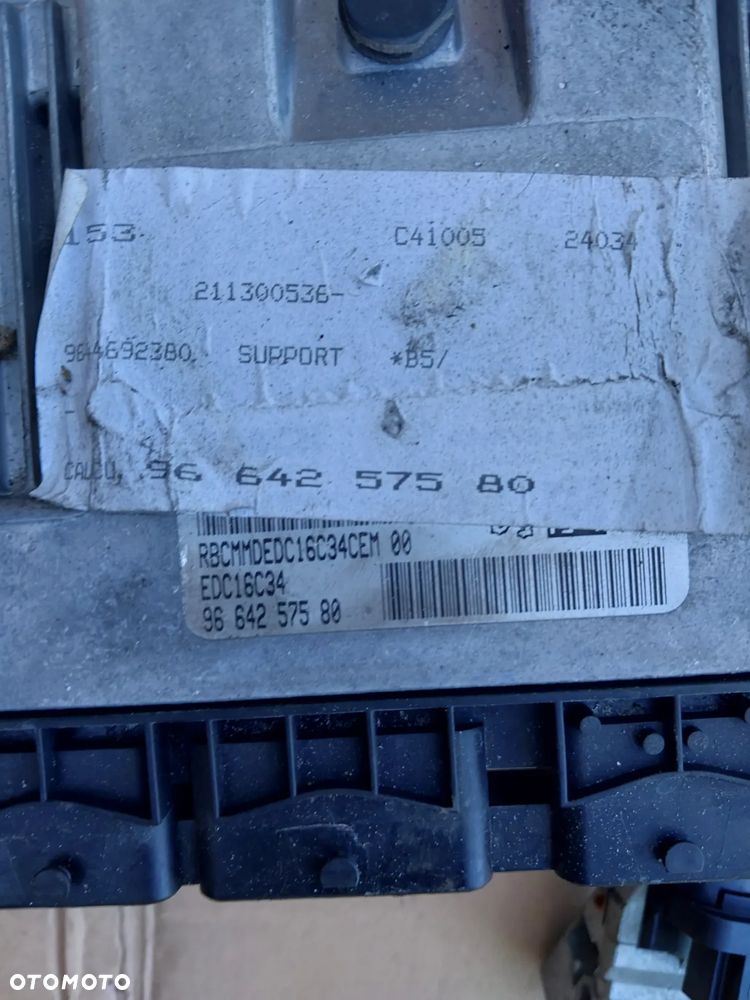 153 C41005 24034
211300536-
9644692380 SUPPORT *B5/
-
CALCU. 96 642 575 80
RBCMMDEDC16C34CEM 00
EDC16C34
96 642 575 80
OTOMOTO